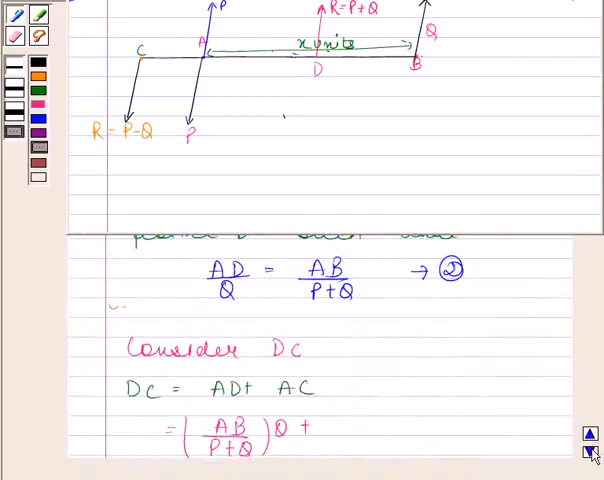 P
R = P+Q
Q
C A x units
D B
R = P-Q P
AD/Q = AB/P+Q → ②
Consider DC
DC = AD+ AC
= (AB/P+Q) Q +